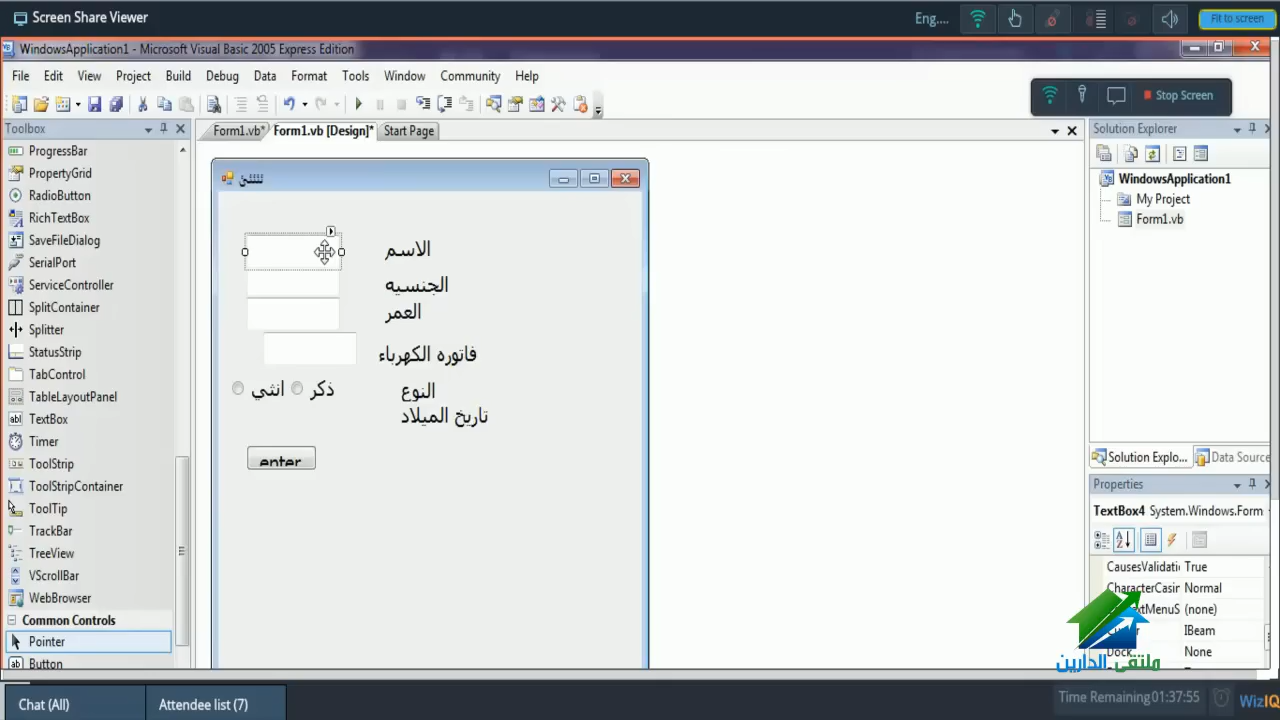 Screen Share Viewer
Eng....
Fit to screen
WindowsApplication1 - Microsoft Visual Basic 2005 Express Edition
File Edit View Project Build Debug Data Format Tools Window Community Help
Stop Screen
Toolbox
Form1.vb* Form1.vb [Design]* Start Page
Solution Explorer
ProgressBar
PropertyGrid
RadioButton
RichTextBox
SaveFileDialog
SerialPort
ServiceController
SplitContainer
Splitter
StatusStrip
TabControl
TableLayoutPanel
TextBox
Timer
ToolStrip
ToolStripContainer
ToolTip
TrackBar
TreeView
VScrollBar
WebBrowser
Common Controls
Pointer
Button
الاسم
الجنسيه
العمر
فاتوره الكهرباء
النوع
ذكر
انثي
تاريخ الميلاد
enter
WindowsApplication1
My Project
Form1.vb
Solution Explo... Data Source
Properties
TextBox4 System.Windows.Form
CausesValidati True
CharacterCasir Normal
(none)
IBeam
Dock None
ملتقى الدارين
Chat (All)
Attendee list (7)
Time Remaining 01:37:55
WizIQ